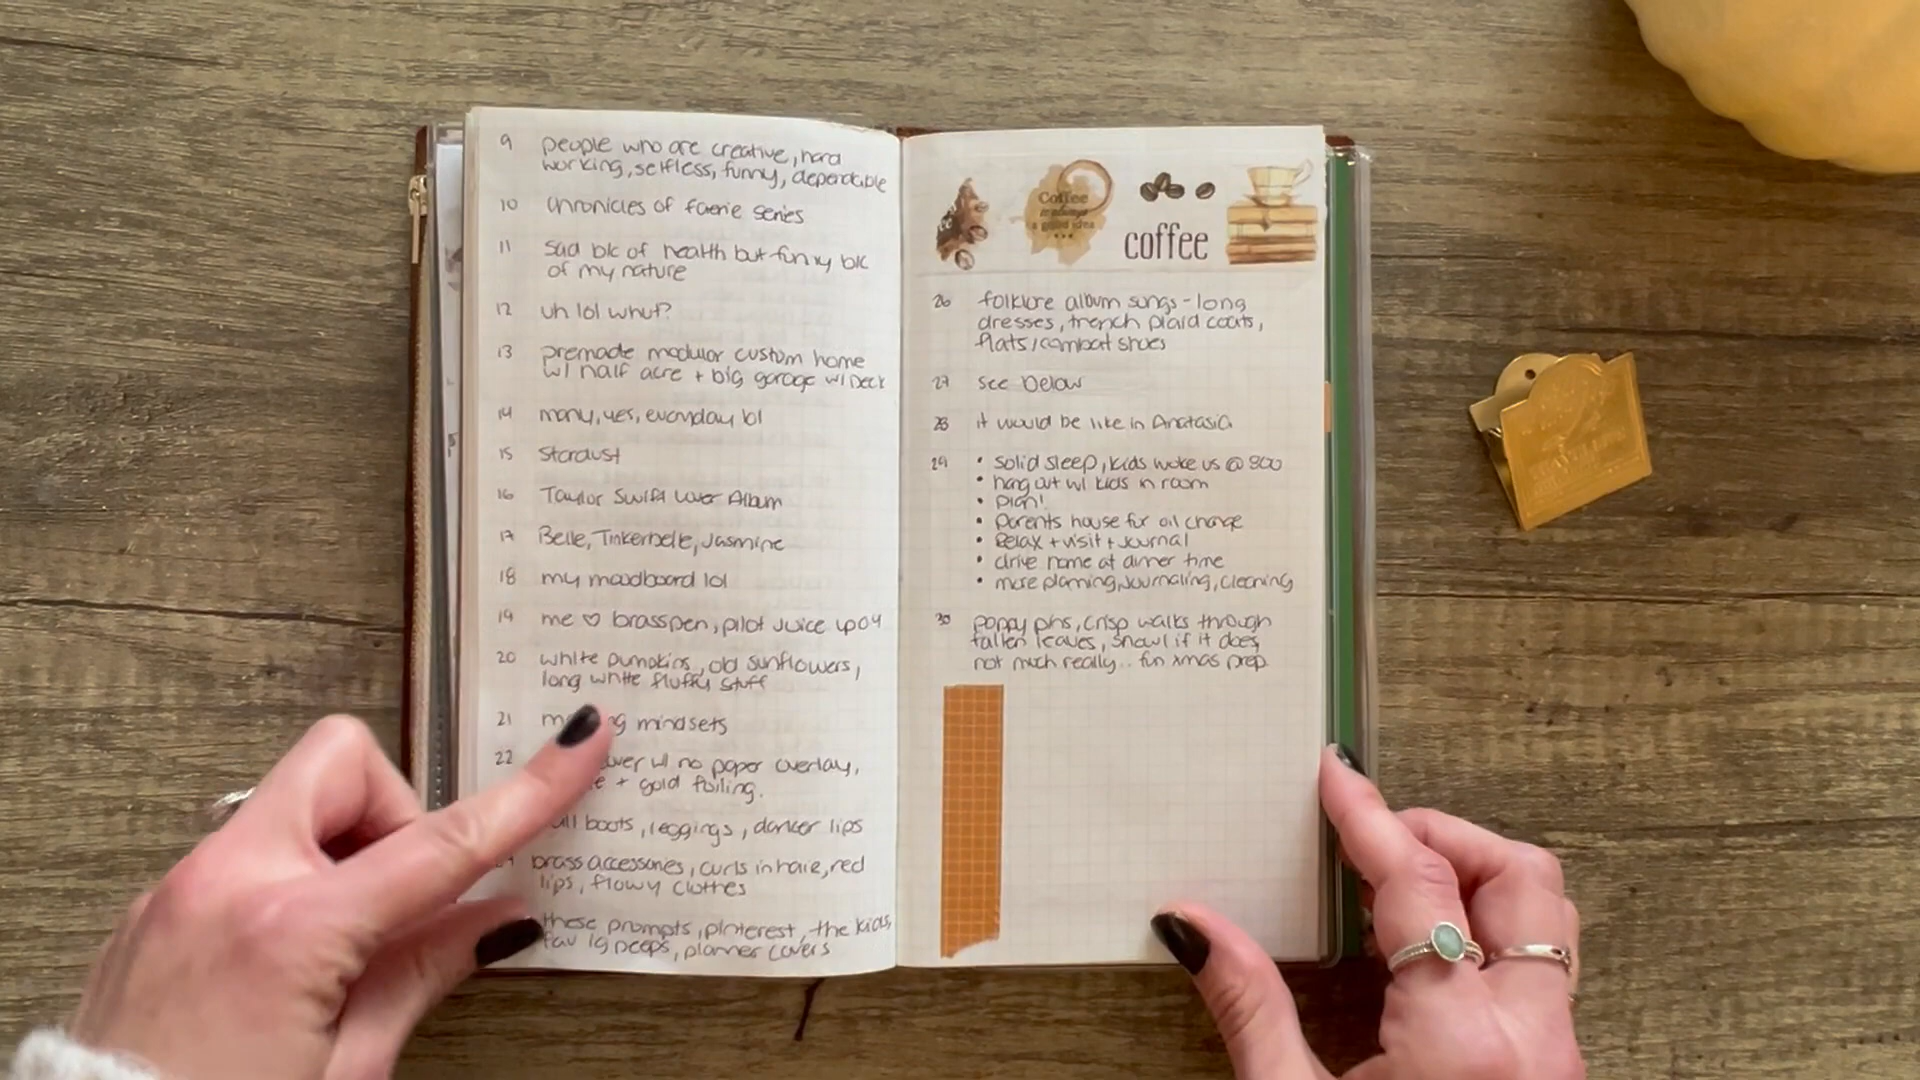 9 people who are creative, hard
working, selfless, funny, dependable
10 chronicles of faerie series
11 sad b/c of health but funny b/c
of my nature
12 uh lol what?
13 premade modular custom home
w/ half acre + big garage w/ Deck
14 many, yes, everyday lol
15 Stardust
16 Taylor Swift Lover Album
17 Belle, Tinkerbelle, Jasmine
18 my moodboard lol
19 me ♡ brasspen, pilot Juice up 04
20 white pumpkins, old sunflowers,
long white fluffy stuff
21 mindsets
22 w/ no paper overlay,
+ gold foiling.
boots, leggings, darker lips
brass accessories, curls in hair, red
lips, flowy clothes
these prompts, pinterest, the kids,
fav ig peeps, planner covers
Coffee
is always
a good idea
coffee
26 folklore album songs - long
dresses, trench plaid coats,
flats/combat shoes
27 see below
28 it would be like in Anatasia
29 • solid sleep, kids woke us @ 800
• hang out w/ kids in room
• plan!
• parents house for oil change
• Relax + visit + journal
• drive home at dinner time
• more planning, journaling, cleaning
30 poppy pins, crisp walks through
fallen leaves, snow! if it does,
not much really.. fun xmas prep